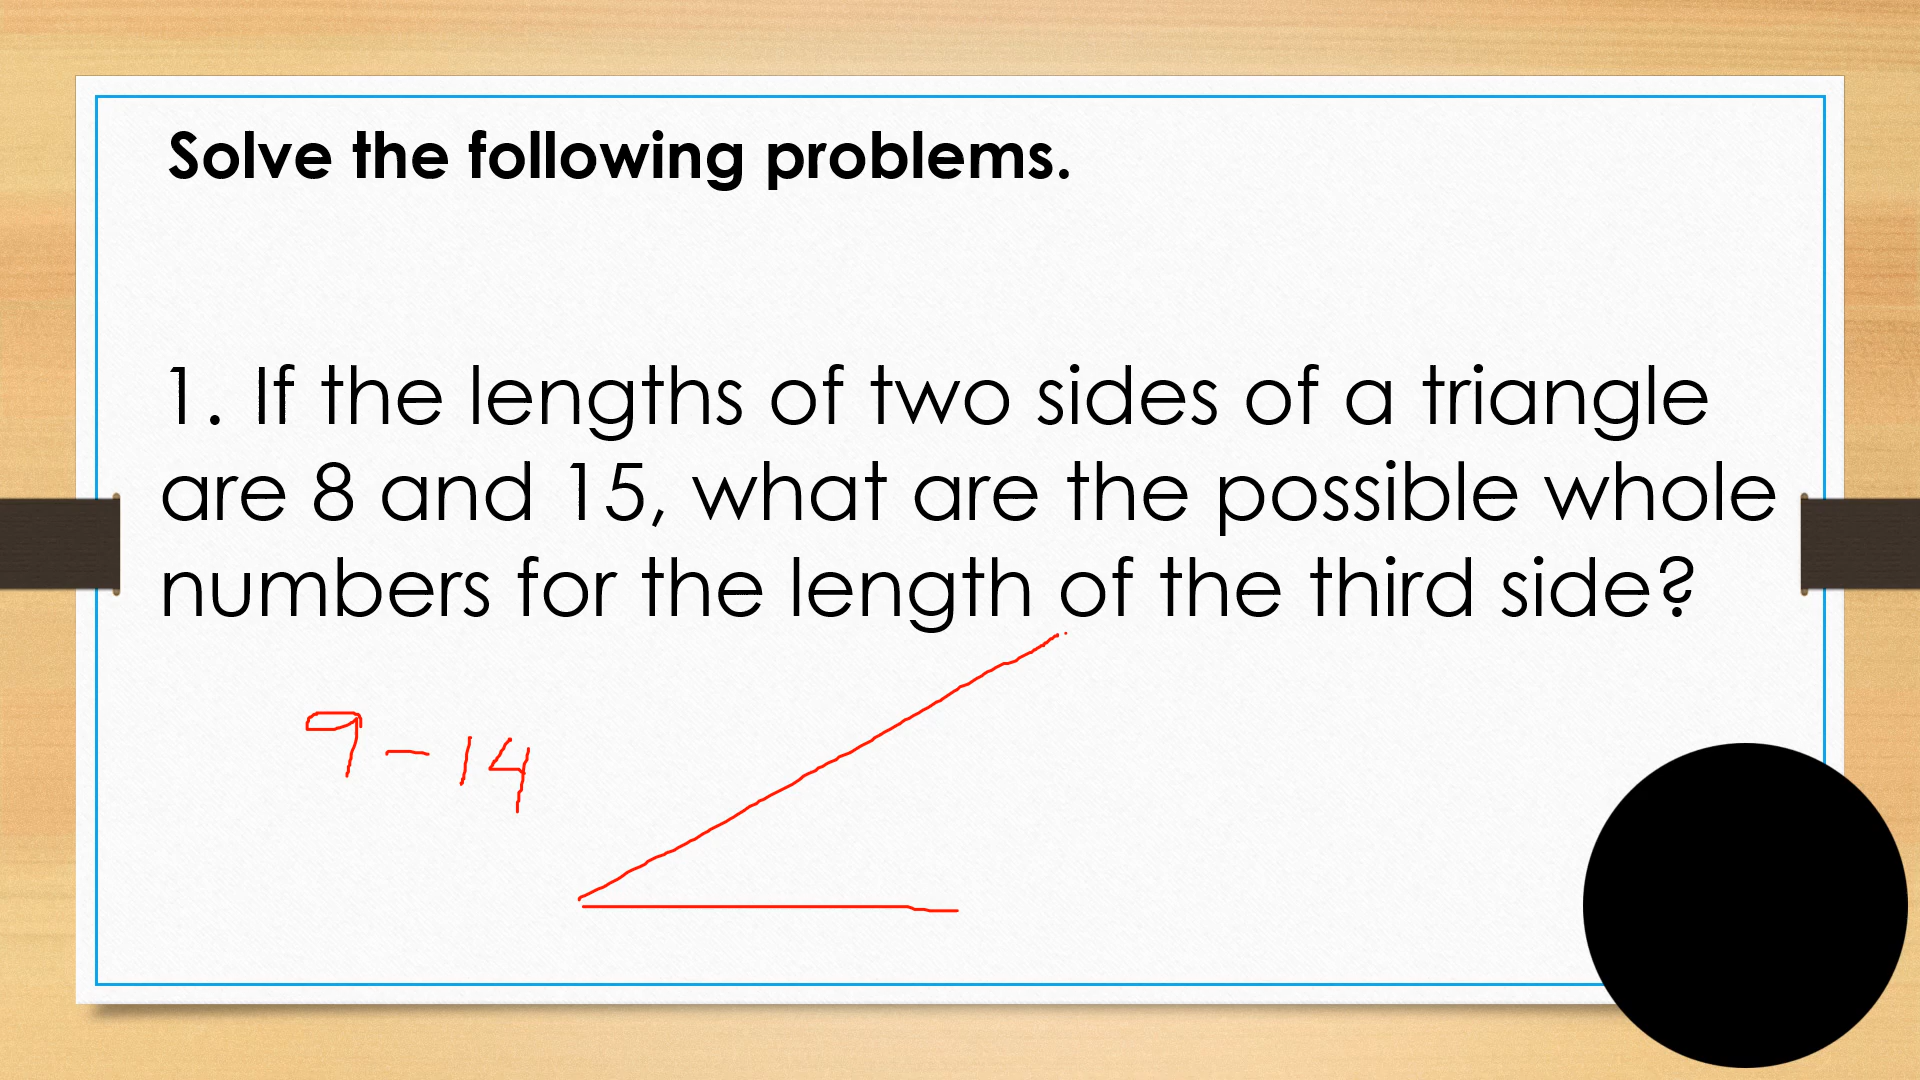 Solve the following problems.
1. If the lengths of two sides of a triangle
are 8 and 15, what are the possible whole
numbers for the length of the third side?
9 - 14